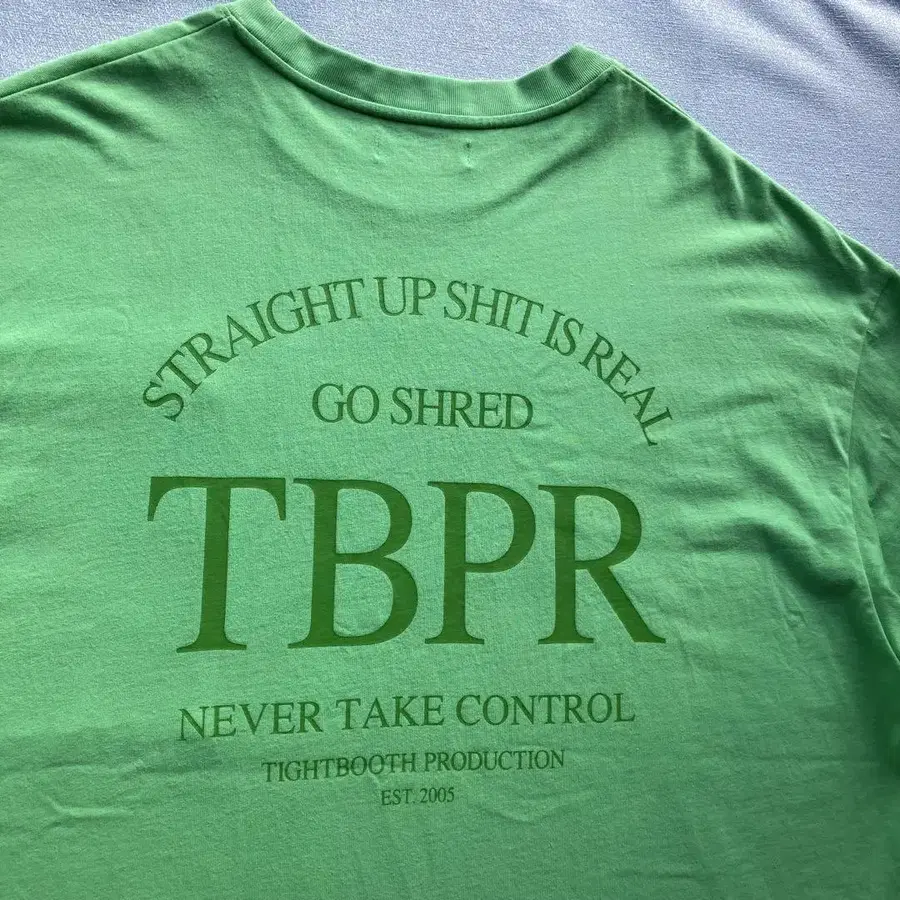 STRAIGHT UP SHIT IS REAL
GO SHRED
TBPR
NEVER TAKE CONTROL
TIGHTBOOTH PRODUCTION
EST. 2005